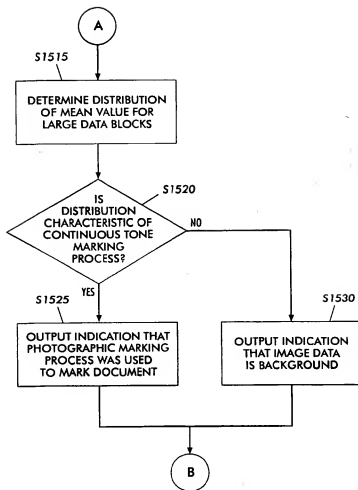 A
S1515
DETERMINE DISTRIBUTION
OF MEAN VALUE FOR
LARGE DATA BLOCKS
S1520
IS
DISTRIBUTION
CHARACTERISTIC OF
CONTINUOUS TONE
MARKING
PROCESS?
NO
YES
S1525
OUTPUT INDICATION THAT
PHOTOGRAPHIC MARKING
PROCESS WAS USED
TO MARK DOCUMENT
S1530
OUTPUT INDICATION
THAT IMAGE DATA
IS BACKGROUND
B